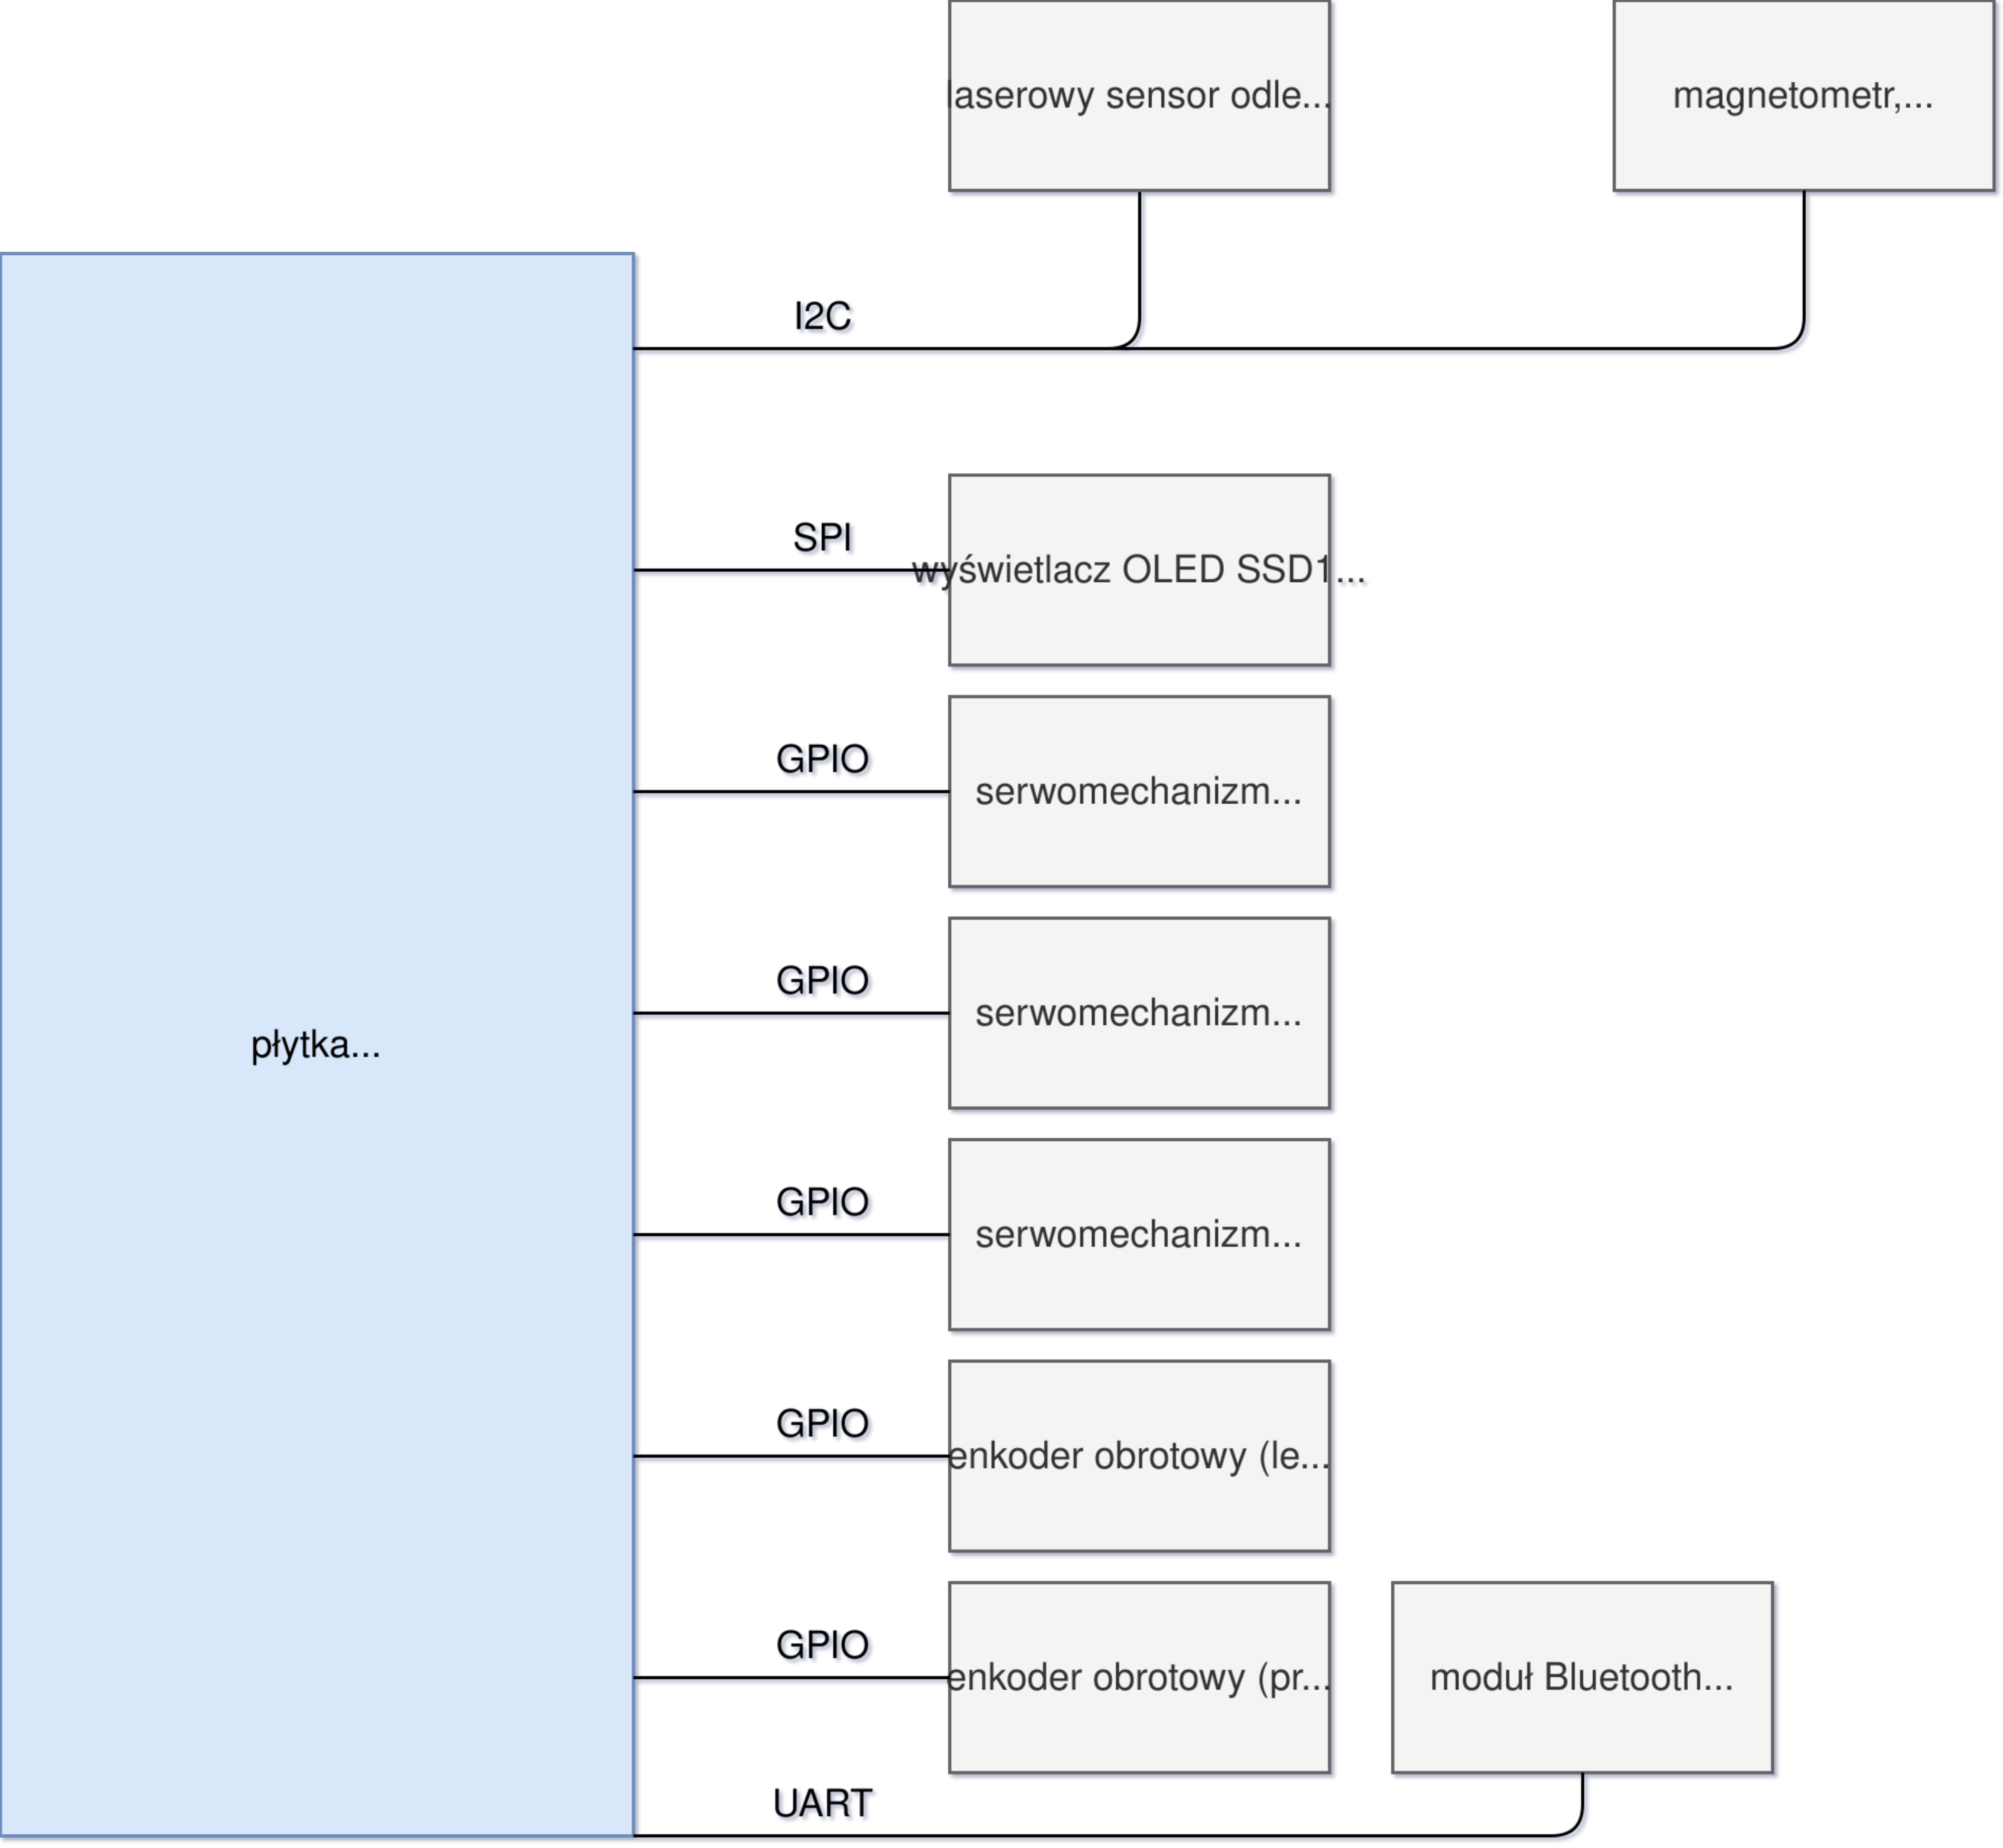 laserowy sensor odle...
magnetometr,...
I2C
SPI
wyświetlacz OLED SSD1...
GPIO
serwomechanizm...
GPIO
serwomechanizm...
płytka...
GPIO
serwomechanizm...
GPIO
enkoder obrotowy (le...
GPIO
enkoder obrotowy (pr...
moduł Bluetooth...
UART